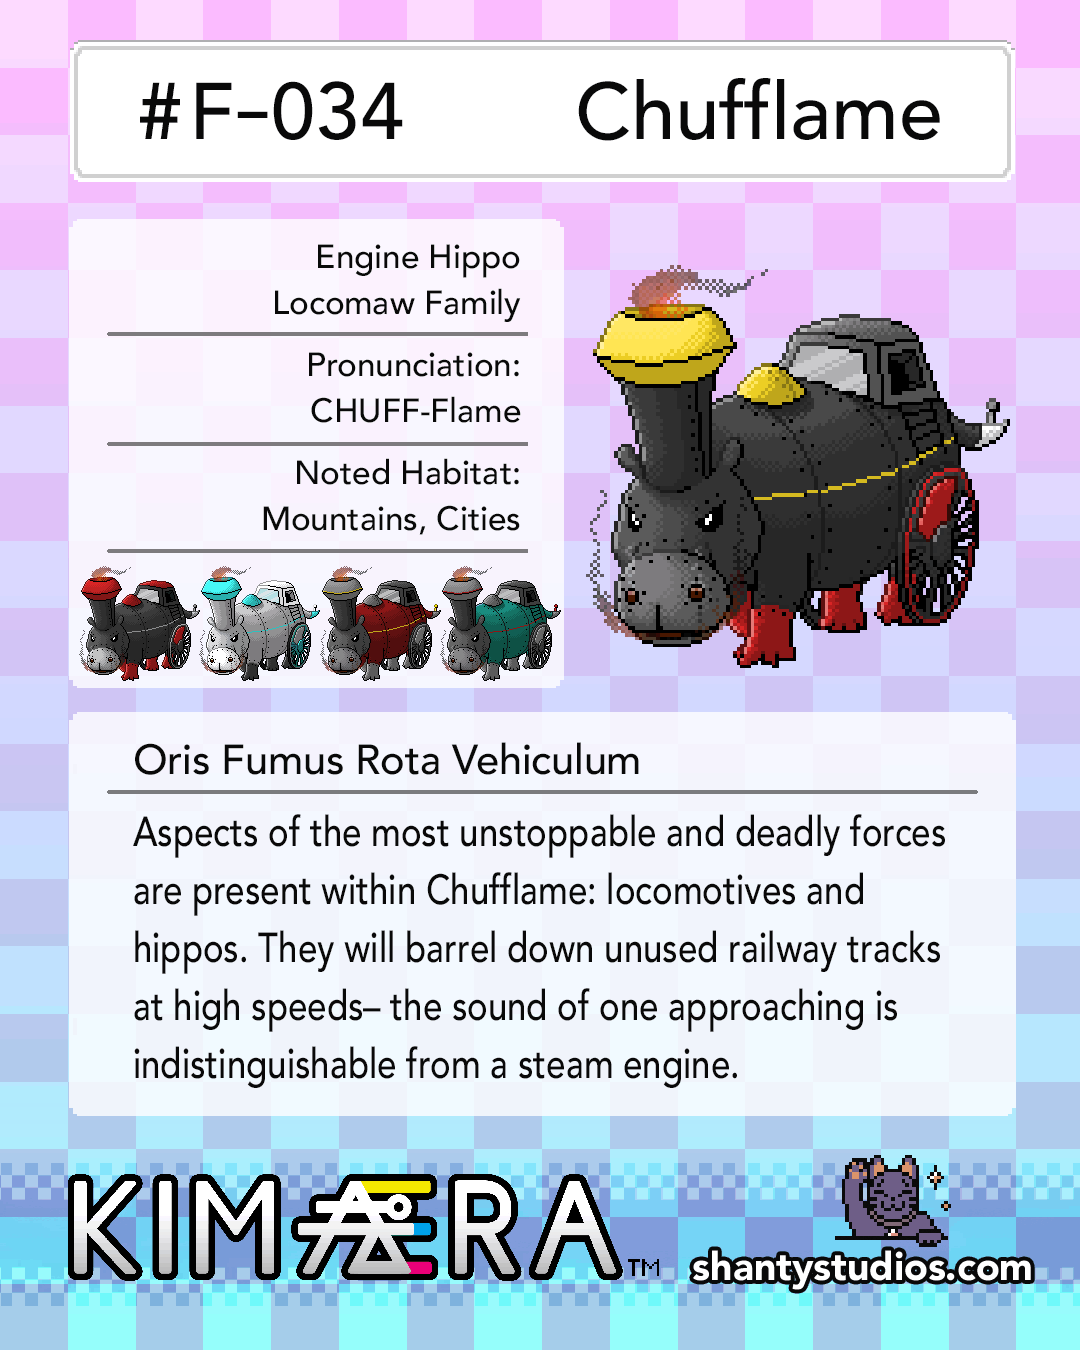 #F-034 Chufflame
Engine Hippo
Locomaw Family
Pronunciation:
CHUFF-Flame
Noted Habitat:
Mountains, Cities
Oris Fumus Rota Vehiculum
Aspects of the most unstoppable and deadly forces
are present within Chufflame: locomotives and
hippos. They will barrel down unused railway tracks
at high speeds– the sound of one approaching is
indistinguishable from a steam engine.
KIMÆRA™
shantystudios.com